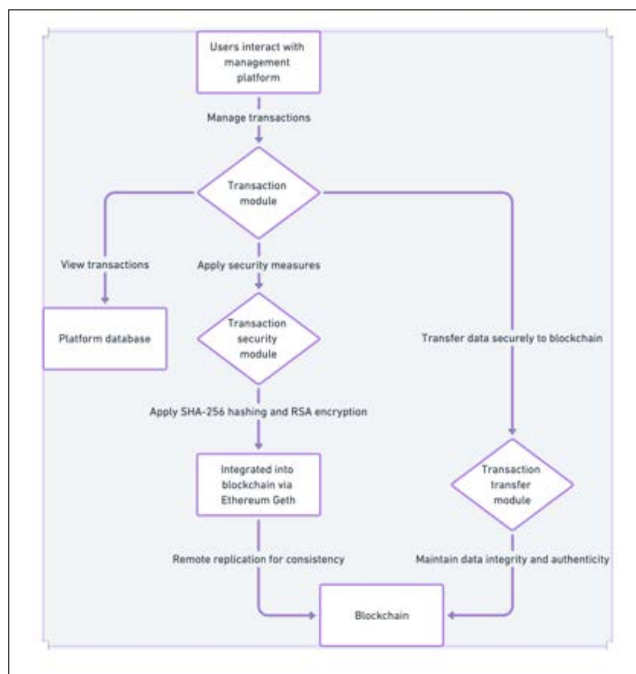 Users interact with
management
platform
Manage transactions
Transaction
module
View transactions
Apply security measures
Platform database
Transaction
security
module
Transfer data securely to blockchain
Apply SHA-256 hashing and RSA encryption
Integrated into
blockchain via
Ethereum Geth
Transaction
transfer
module
Remote replication for consistency
Maintain data integrity and authenticity
Blockchain